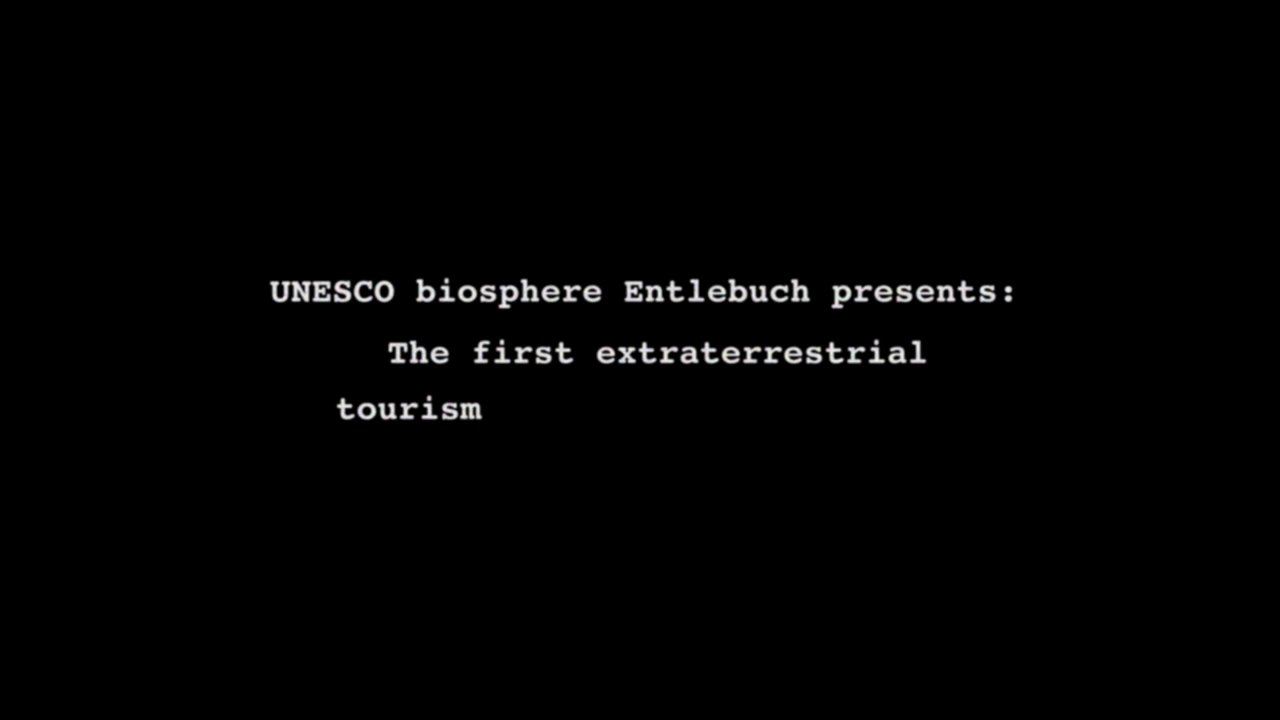 UNESCO biosphere Entlebuch presents:
The first extraterrestrial
tourism